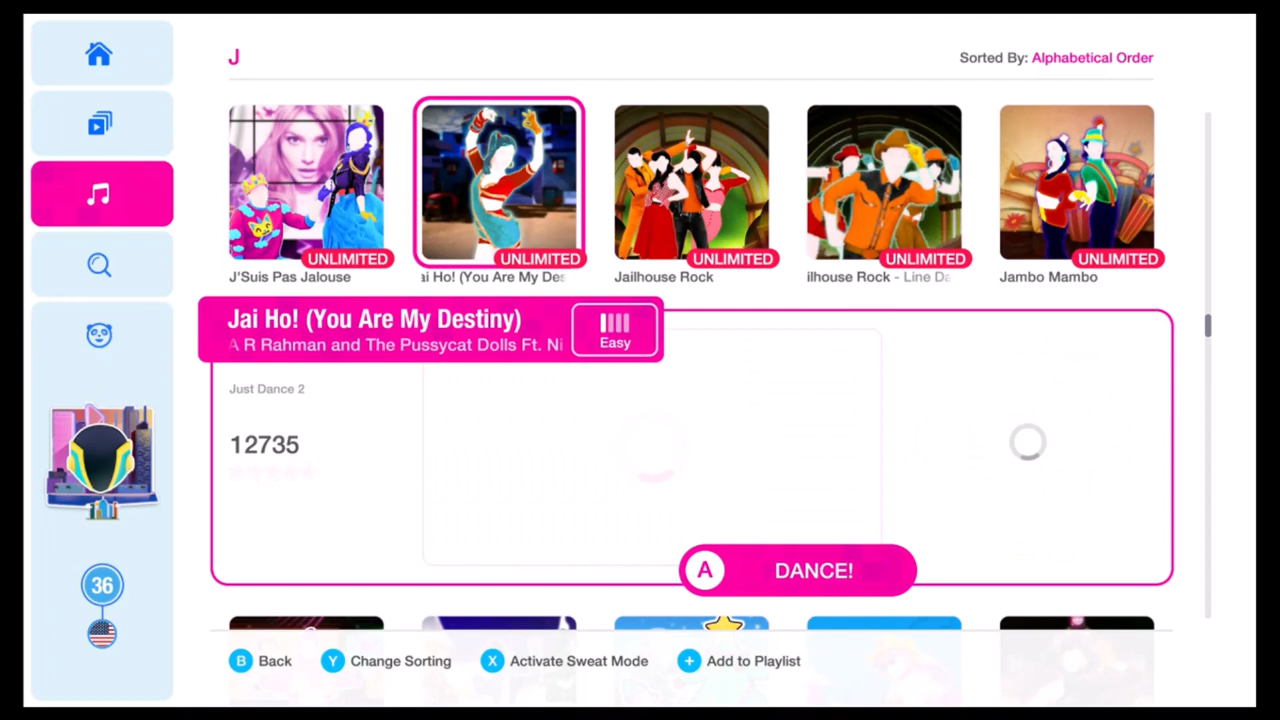 J
Sorted By: Alphabetical Order
UNLIMITED
UNLIMITED
UNLIMITED
UNLIMITED
UNLIMITED
J'Suis Pas Jalouse
ai Ho! (You Are My Des
Jailhouse Rock
ilhouse Rock - Line Da
Jambo Mambo
Jai Ho! (You Are My Destiny)
A R Rahman and The Pussycat Dolls Ft. Ni
Easy
Just Dance 2
12735
A DANCE!
36
B Back
Y Change Sorting
X Activate Sweat Mode
+ Add to Playlist